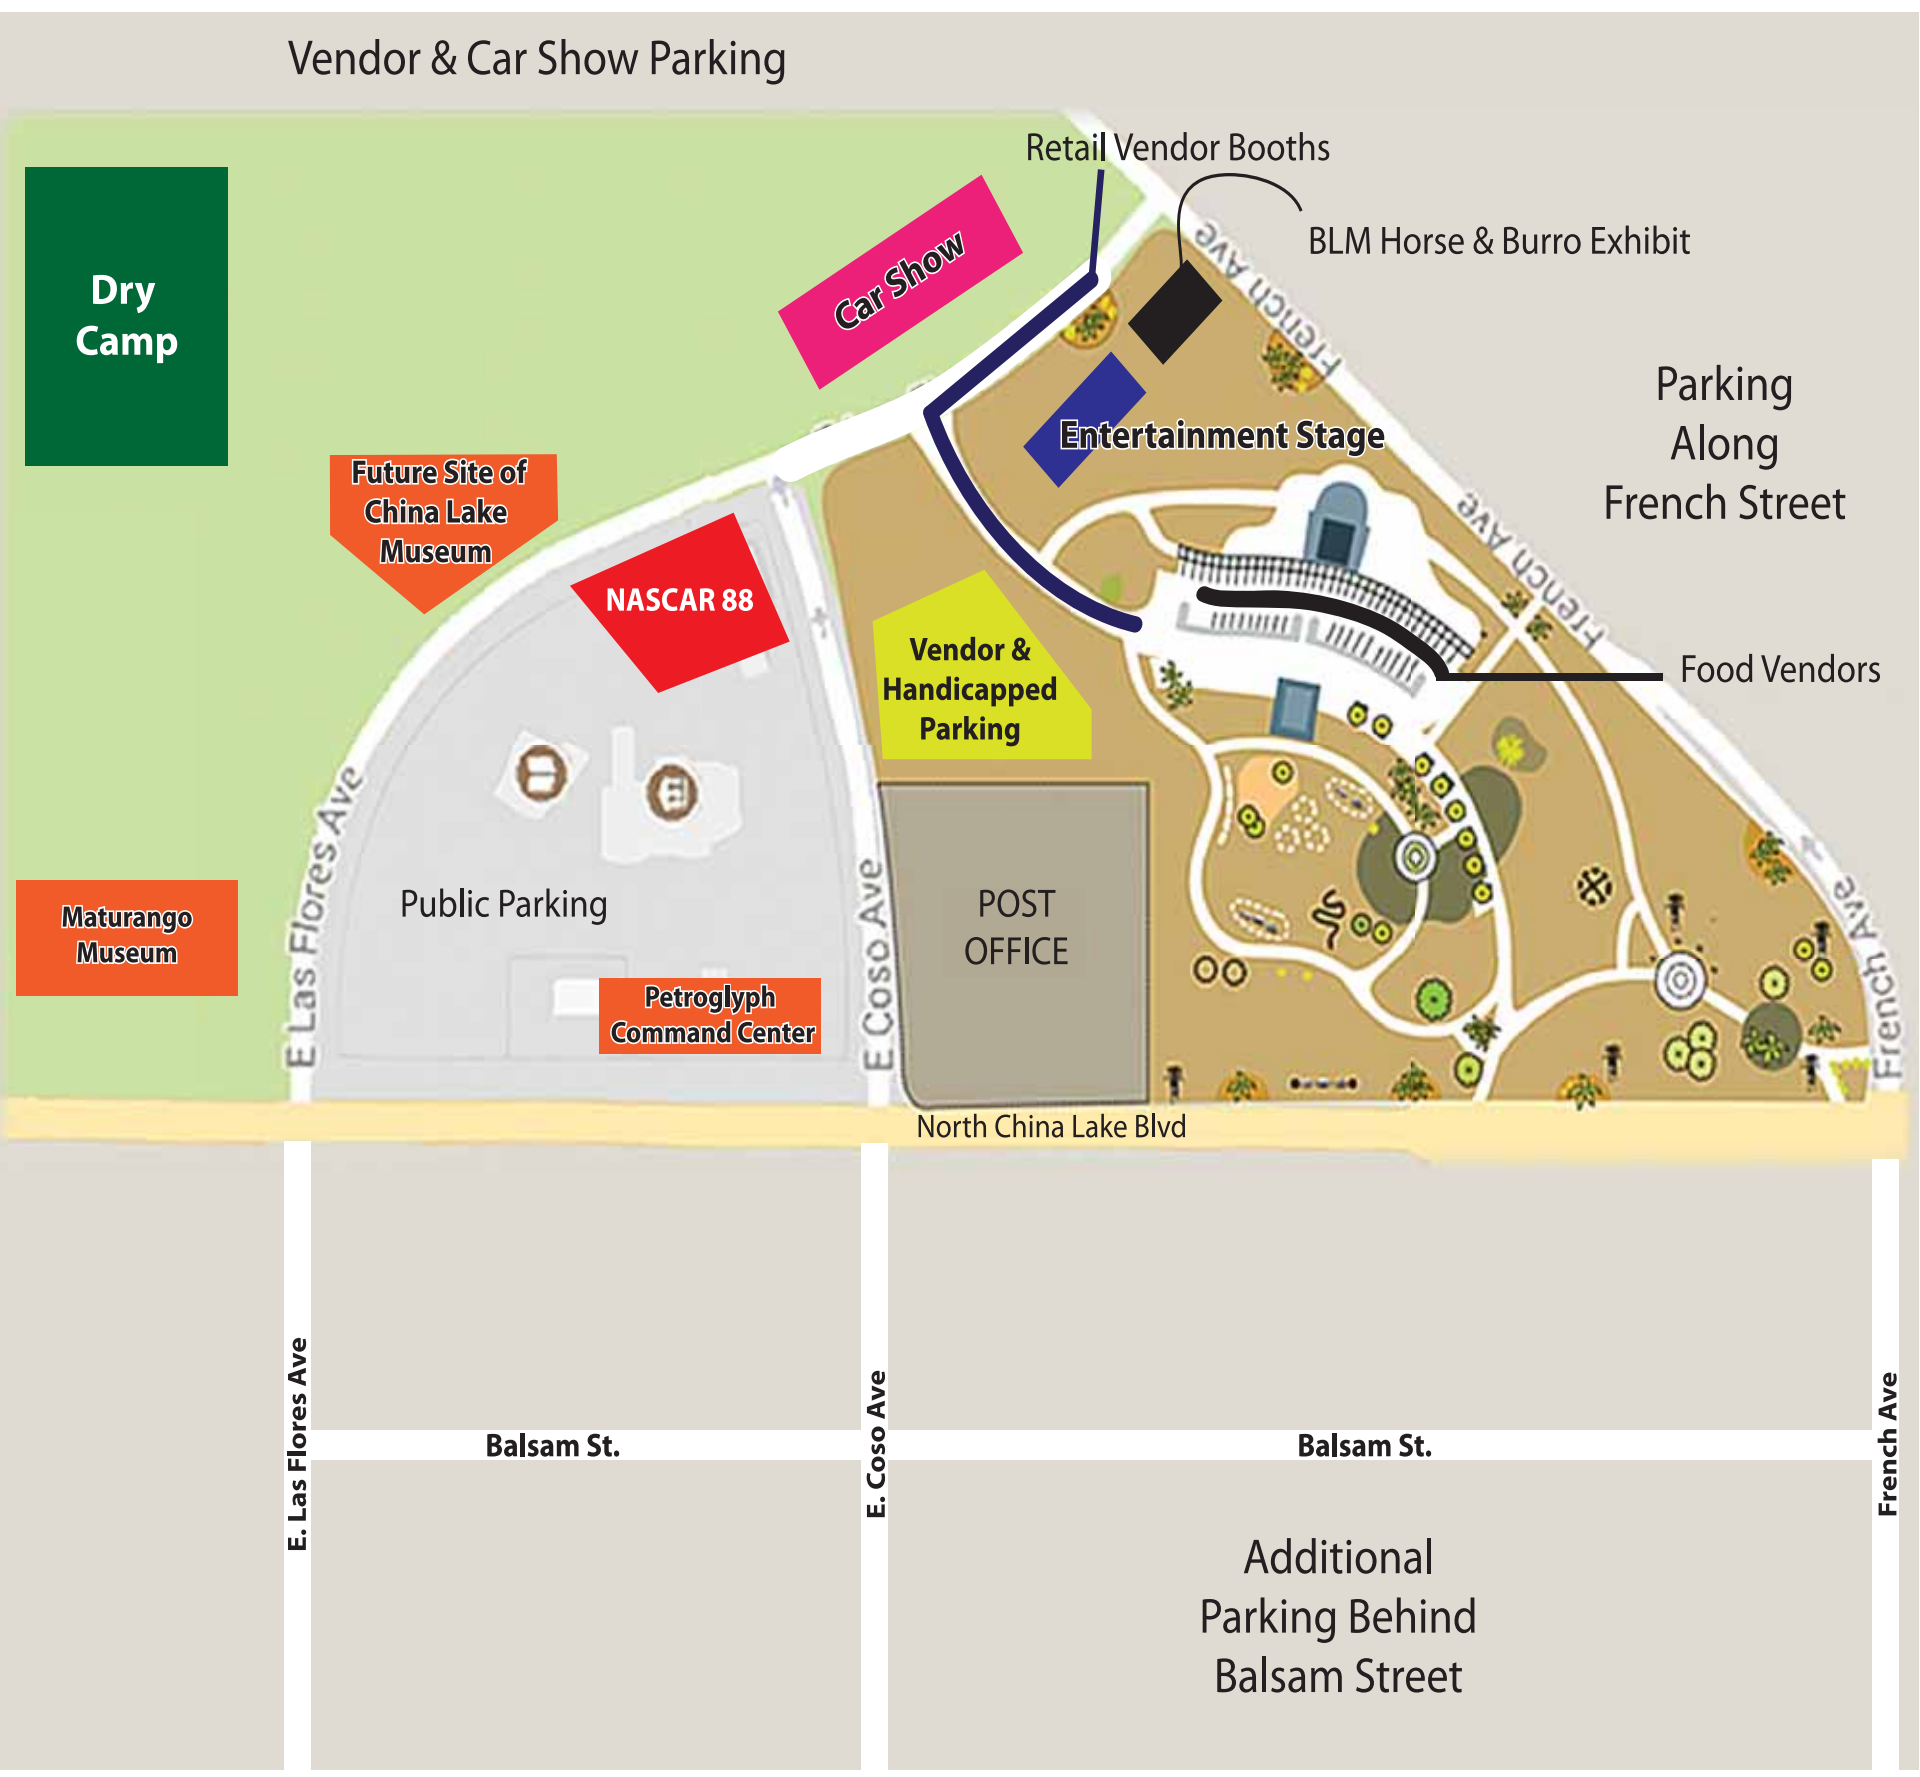 Vendor & Car Show Parking
Retail Vendor Booths
BLM Horse & Burro Exhibit
Dry
Camp
Car Show
French Ave
Parking
Along
French Street
Entertainment Stage
Future Site of
China Lake
Museum
NASCAR 88
French Ave
French Ave
Vendor &
Handicapped
Parking
Food Vendors
E Las Flores Ave
Public Parking
E Coso Ave
POST
OFFICE
French Ave
Maturango
Museum
Petroglyph
Command Center
North China Lake Blvd
E. Las Flores Ave
E. Coso Ave
French Ave
Balsam St.
Balsam St.
Additional
Parking Behind
Balsam Street